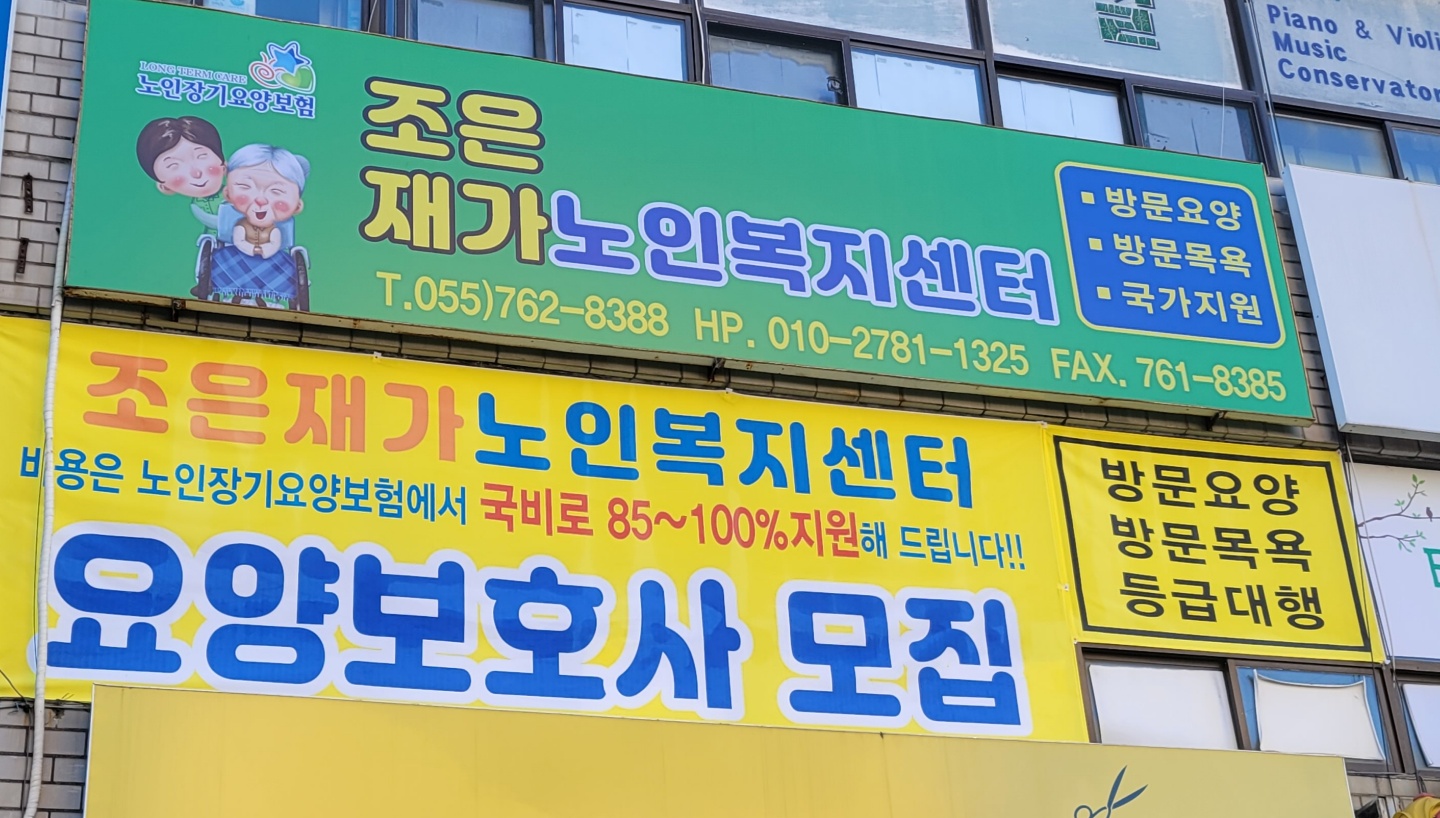 Piano & 
Music
LONG TERM CARE
노인장기요양보험
조은
재가노인복지센터
T.055)762-8388 HP. 010-2781-1325 FAX. 761-8385
▪ 방문요양
▪ 방문목욕
▪ 국가지원
조은재가노인복지센터
비용은 노인장기요양보험에서 국비로 85~100%지원해 드립니다!!
요양보호사 모집
방문요양
방문목욕
등급대행